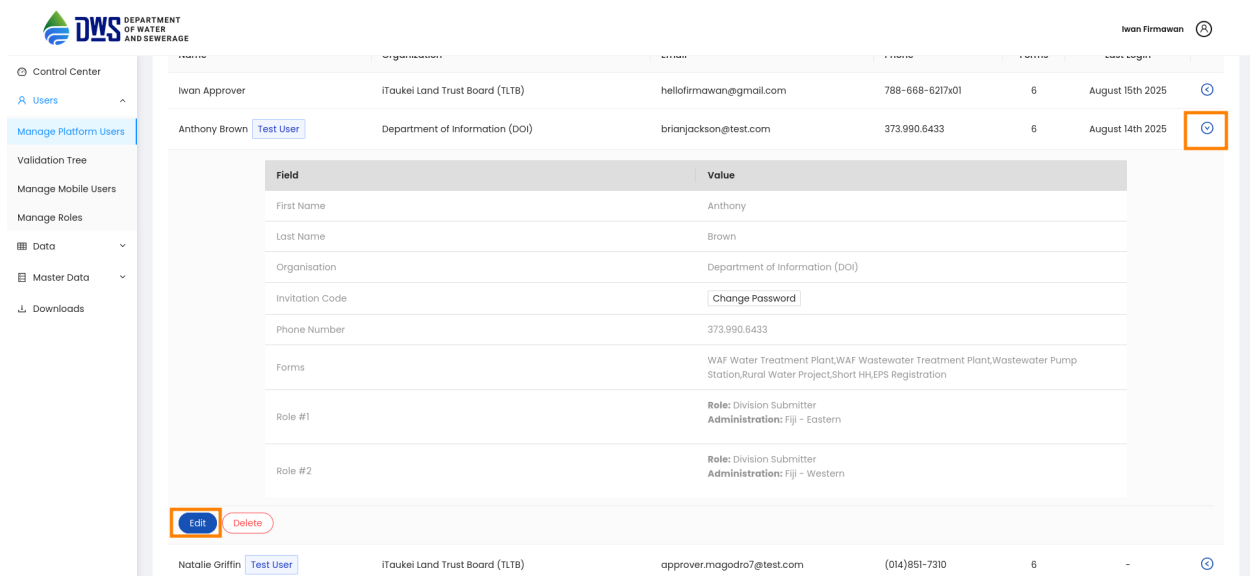 DWS DEPARTMENT OF WATER AND SEWERAGE
Iwan Firmawan
Control Center
Users
Manage Platform Users
Validation Tree
Manage Mobile Users
Manage Roles
Data
Master Data
Downloads
Name Organization Email Phone Forms Last Login
Iwan Approver iTaukei Land Trust Board (TLTB) hellofirmawan@gmail.com 788-668-6217x01 6 August 15th 2025
Anthony Brown Test User Department of Information (DOI) brianjackson@test.com 373.990.6433 6 August 14th 2025
Field Value
First Name Anthony
Last Name Brown
Organisation Department of Information (DOI)
Invitation Code Change Password
Phone Number 373.990.6433
Forms WAF Water Treatment Plant,WAF Wastewater Treatment Plant,Wastewater Pump
Station,Rural Water Project,Short HH,EPS Registration
Role #1 Role: Division Submitter
Administration: Fiji - Eastern
Role #2 Role: Division Submitter
Administration: Fiji - Western
Edit Delete
Natalie Griffin Test User iTaukei Land Trust Board (TLTB) approver.magodro7@test.com (014)851-7310 6 -